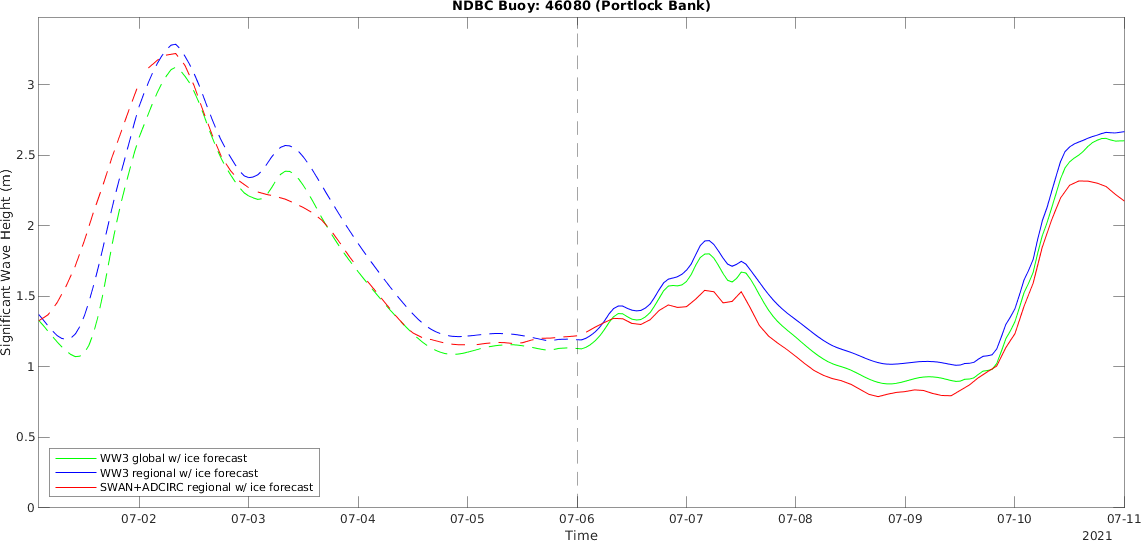 NDBC Buoy: 46080 (Portlock Bank)
3
2.5
2
1.5
1
0.5
0
Significant Wave Height (m)
WW3 global w/ ice forecast
WW3 regional w/ ice forecast
SWAN+ADCIRC regional w/ ice forecast
07-02 07-03 07-04 07-05 07-06 07-07 07-08 07-09 07-10 07-11
Time
2021